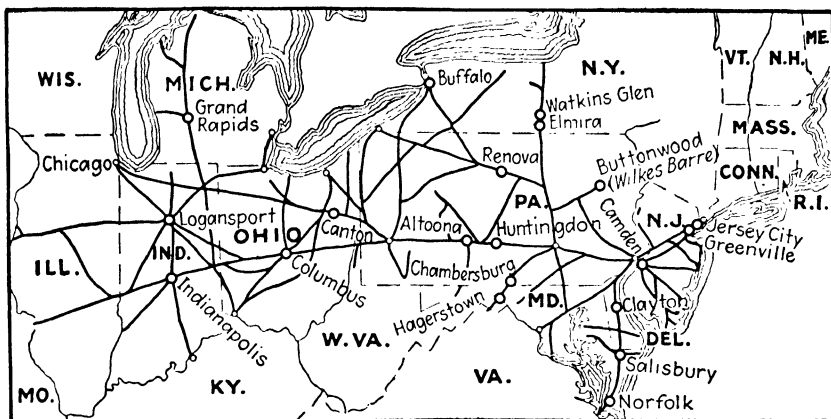 WIS.
MICH.
Grand
Rapids
Chicago
Logansport
ILL.
IND.
Indianapolis
MO.
KY.
OHIO
Columbus
Canton
W.VA.
VA.
Buffalo
N.Y.
Watkins Glen
Elmira
Renova
PA.
Buttonwood
(Wilkes Barre)
Altoona
Huntingdon
Chambersburg
Hagerstown
MD.
Camden
N.J.
Jersey City
Greenville
Clayton
DEL.
Salisbury
Norfolk
VT.
N.H.
ME.
MASS.
CONN.
R.I.